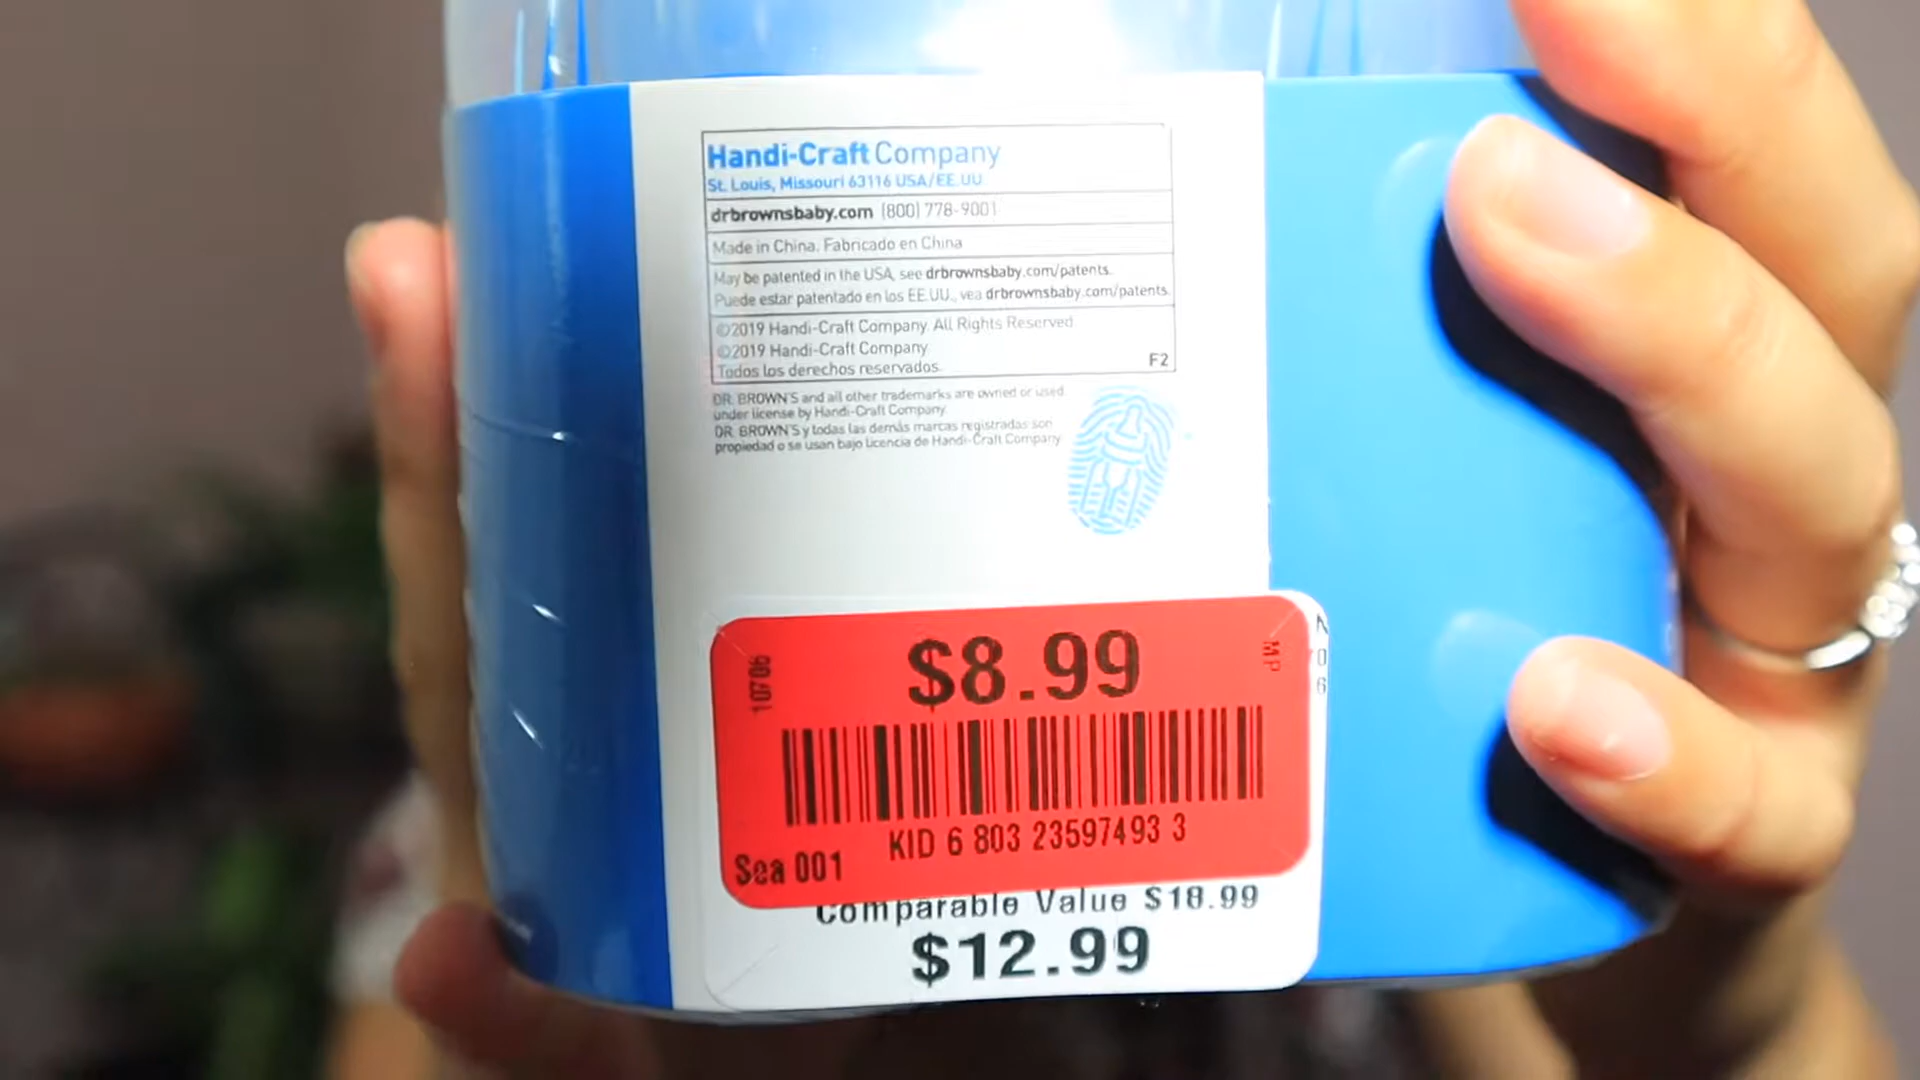 Handi-Craft Company
St. Louis, Missouri 63116 USA/EE.UU.
drbrownsbaby.com (800) 778-9001
Made in China. Fabricado en China
May be patented in the USA, see drbrownsbaby.com/patents.
Puede estar patentado en los EE.UU., vea drbrownsbaby.com/patents.
©2019 Handi-Craft Company. All Rights Reserved.
©2019 Handi-Craft Company.
Todos los derechos reservados.
F2
DR. BROWN'S and all other trademarks are owned or used
under license by Handi-Craft Company.
DR. BROWN'S y todas las demás marcas registradas son
propiedad o se usan bajo licencia de Handi-Craft Company.
$8.99
10706
MP
KID 6 803 23597493 3
Sea 001
Comparable Value $18.99
$12.99